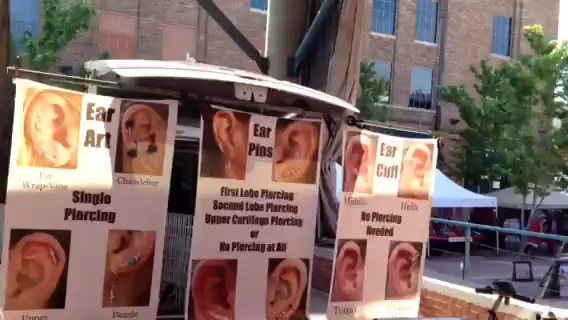 Ear
Art
Ear
Wrap-Vine
Chandelier
Single
Piercing
Upper
Dangle
Ear
Pins
First Lobe Piercing
Second Lobe Piercing
Upper Cartilage Piercing
or
No Piercing at All
Ear
Cuff
Helix
No Piercing
Needed
Tragus